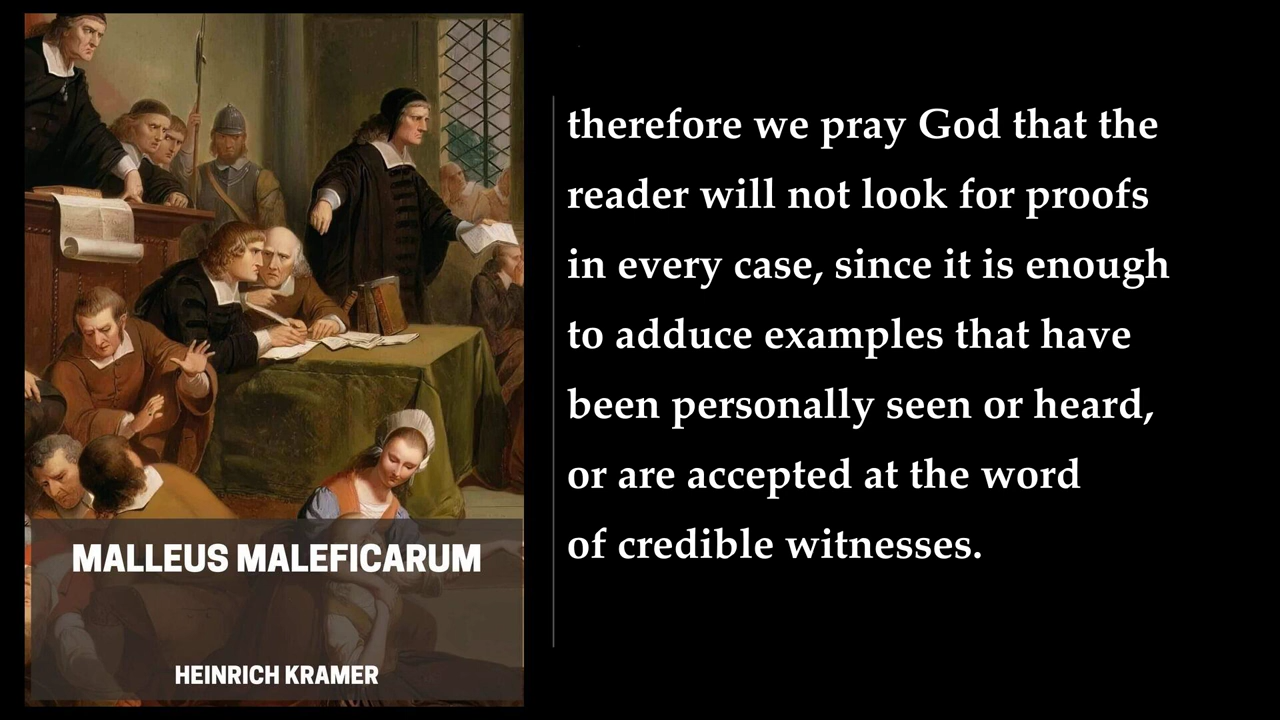 MALLEUS MALEFICARUM
HEINRICH KRAMER
therefore we pray God that the
reader will not look for proofs
in every case, since it is enough
to adduce examples that have
been personally seen or heard,
or are accepted at the word
of credible witnesses.